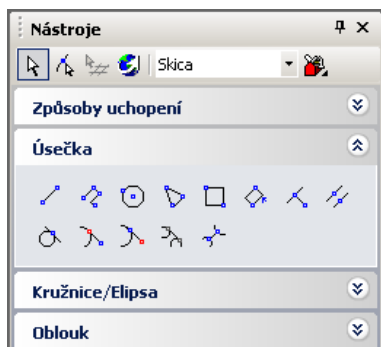 Nástroje
Skica
Způsoby uchopení
Úsečka
Kružnice/Elipsa
Oblouk